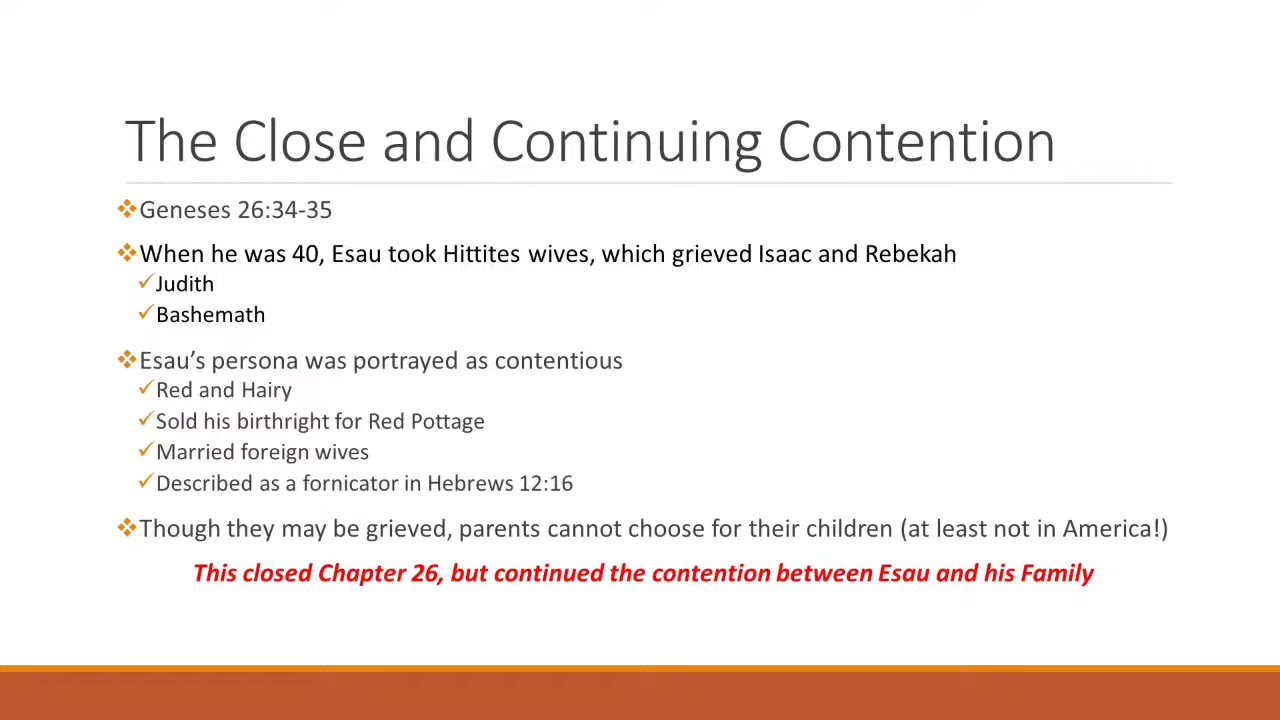 The Close and Continuing Contention
Geneses 26:34-35
When he was 40, Esau took Hittites wives, which grieved Isaac and Rebekah
Judith
Bashemath
Esau’s persona was portrayed as contentious
Red and Hairy
Sold his birthright for Red Pottage
Married foreign wives
Described as a fornicator in Hebrews 12:16
Though they may be grieved, parents cannot choose for their children (at least not in America!)
This closed Chapter 26, but continued the contention between Esau and his Family